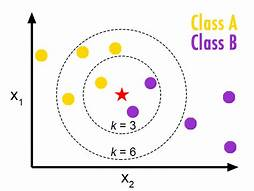 Class A
Class B
X1
k = 3
k = 6
X2